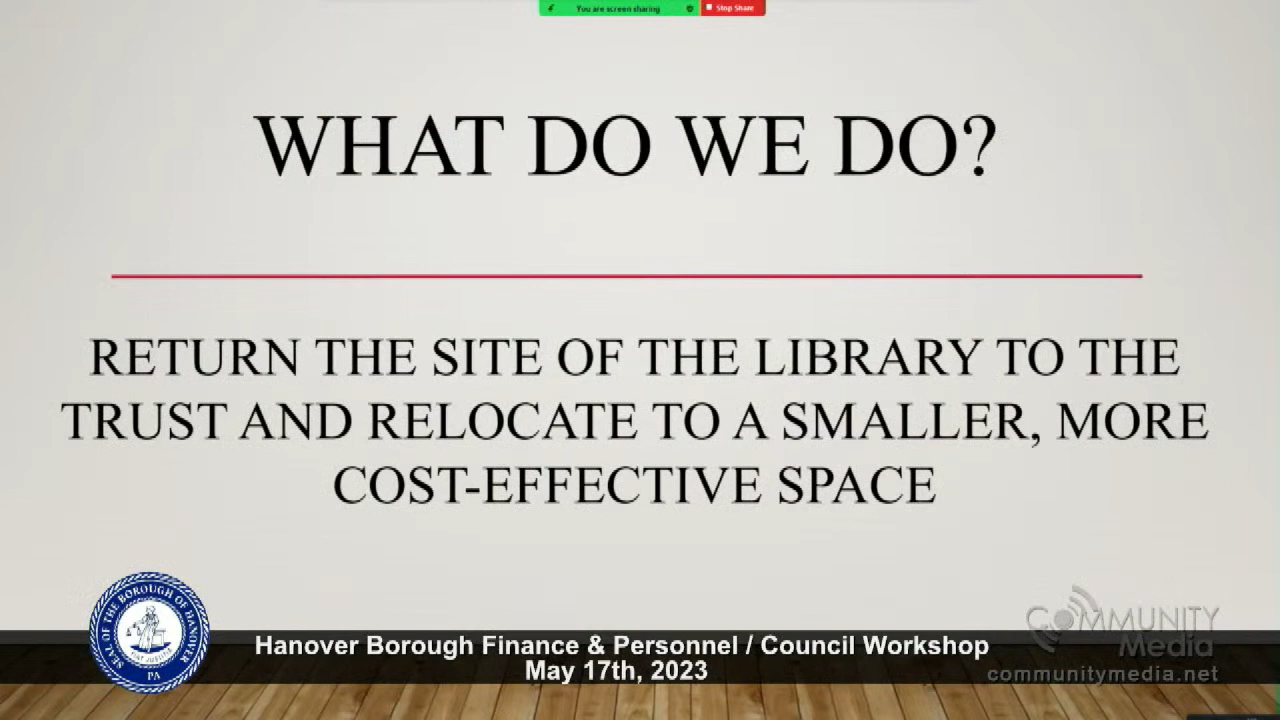 You are screen sharing
Stop Share
WHAT DO WE DO?
RETURN THE SITE OF THE LIBRARY TO THE
TRUST AND RELOCATE TO A SMALLER, MORE
COST-EFFECTIVE SPACE
SEAL OF THE BOROUGH OF HANOVER
PA
Hanover Borough Finance & Personnel / Council Workshop
May 17th, 2023
COMMUNITY
Media
communitymedia.net